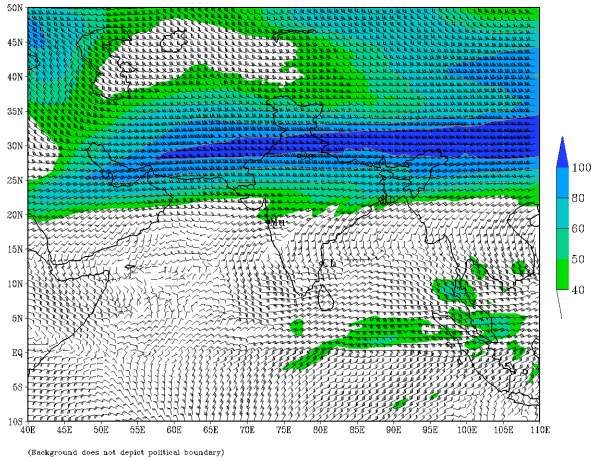 50N
45N
40N
35N
30N
25N
20N
15N
10N
5N
EQ
5S
10S
40E 45E 50E 55E 60E 65E 70E 75E 80E 85E 90E 95E 100E 105E 110E
100
80
60
50
40
(Background does not depict political boundary)